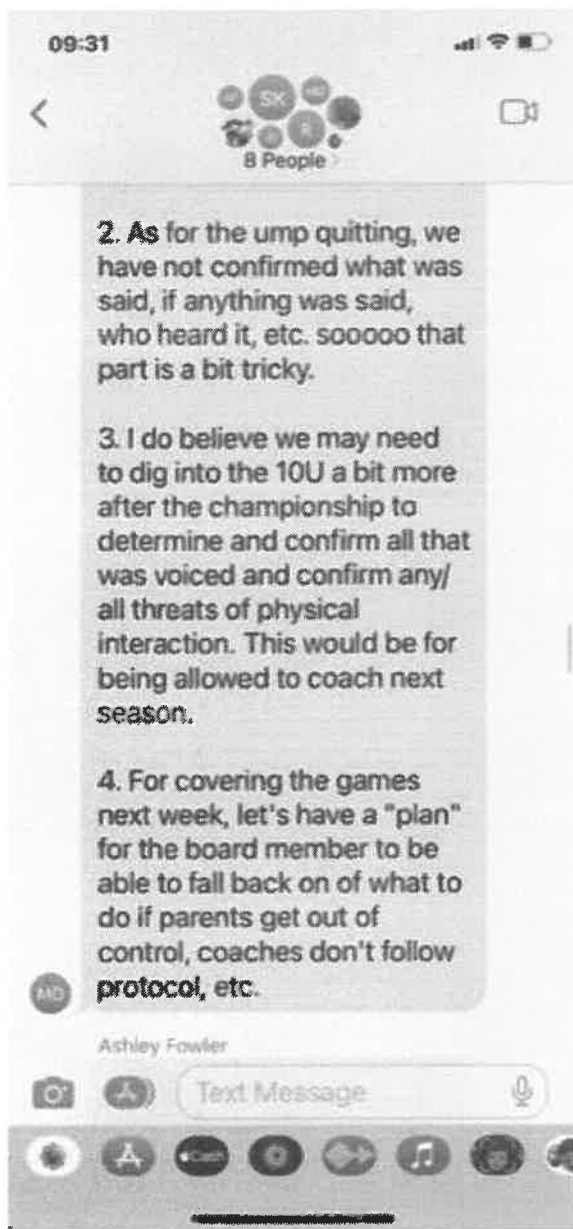 09:31
SK
MD
R
8 People >
2. As for the ump quitting, we
have not confirmed what was
said, if anything was said,
who heard it, etc. sooooo that
part is a bit tricky.
3. I do believe we may need
to dig into the 10U a bit more
after the championship to
determine and confirm all that
was voiced and confirm any/
all threats of physical
interaction. This would be for
being allowed to coach next
season.
4. For covering the games
next week, let's have a "plan"
for the board member to be
able to fall back on of what to
do if parents get out of
control, coaches don't follow
protocol, etc.
MD
Ashley Fowler
Text Message
Cash